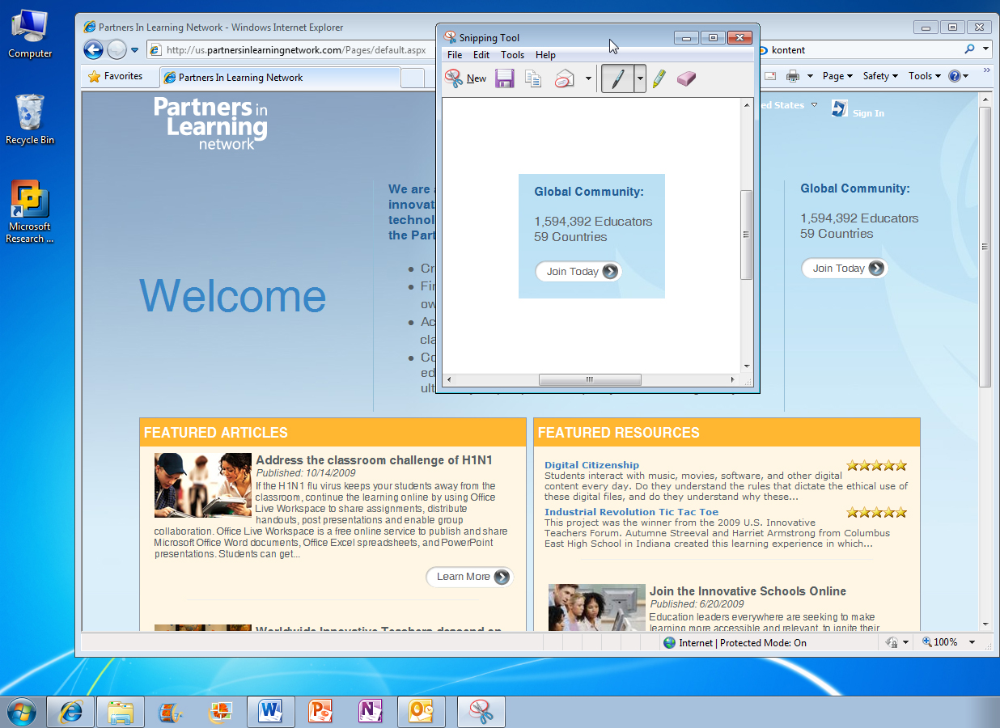 Computer
Recycle Bin
Microsoft
Research ...
Partners In Learning Network - Windows Internet Explorer
http://us.partnersinlearningnetwork.com/Pages/default.aspx
kontent
Favorites
Partners In Learning Network
Page
Safety
Tools
Snipping Tool
File Edit Tools Help
New
Global Community:
1,594,392 Educators
59 Countries
Join Today
Partners in
Learning
network
Sign In
Welcome
We are
the Part
Global Community:
1,594,392 Educators
59 Countries
Join Today
FEATURED ARTICLES
Address the classroom challenge of H1N1
Published: 10/14/2009
If the H1N1 flu virus keeps your students away from the
classroom, continue the learning online by using Office
Live Workspace to share assignments, distribute
handouts, post presentations and enable group
collaboration. Office Live Workspace is a free online service to publish and share
Microsoft Office Word documents, Office Excel spreadsheets, and PowerPoint
presentations. Students can get...
Learn More
Worldwide Innovative Teachers descend on
FEATURED RESOURCES
Digital Citizenship
Students interact with music, movies, software, and other digital
content every day. Do they understand the rules that dictate the ethical use of
these digital files, and do they understand why these...
Industrial Revolution Tic Tac Toe
This project was the winner from the 2009 U.S. Innovative
Teachers Forum. Autumne Streeval and Harriet Armstrong from Columbus
East High School in Indiana created this learning experience in which...
Join the Innovative Schools Online
Published: 6/20/2009
Education leaders everywhere are seeking to make
learning more accessible and relevant, to ignite their
Internet | Protected Mode: On
100%